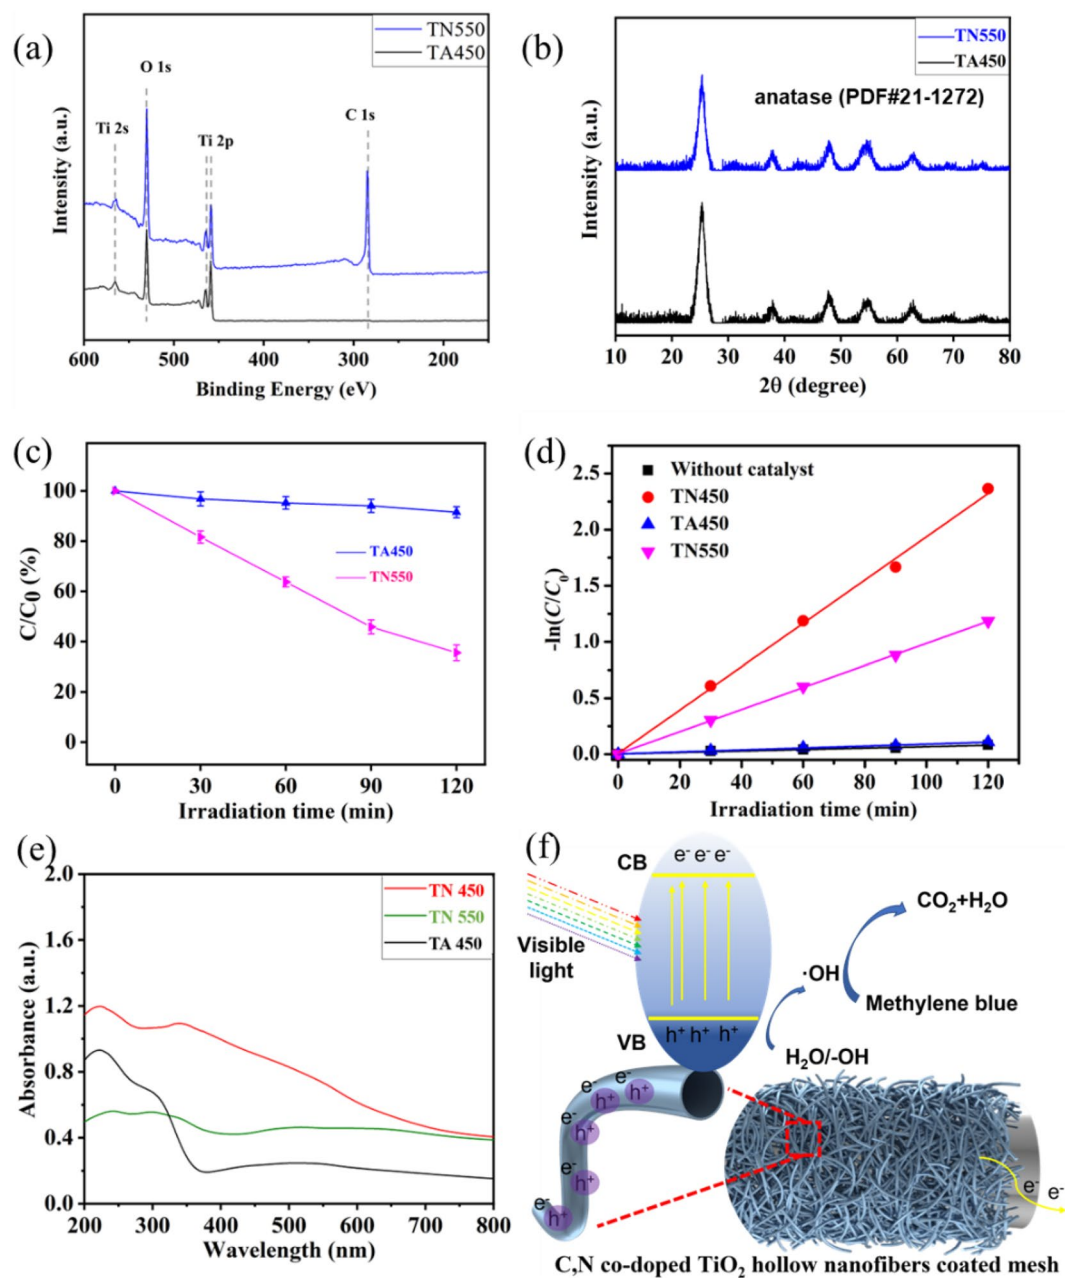 (a)
TN550
TA450
O 1s
Ti 2s
Ti 2p
C 1s
Intensity (a.u.)
600 500 400 300 200
Binding Energy (eV)
(b)
TN550
TA450
anatase (PDF#21-1272)
Intensity (a.u.)
10 20 30 40 50 60 70 80
2θ (degree)
(c)
100
80
60
40
20
0
C/C₀ (%)
TA450
TN550
0 30 60 90 120
Irradiation time (min)
(d)
Without catalyst
TN450
TA450
TN550
2.5
2.0
1.5
1.0
0.5
0.0
-ln(C/C₀)
0 20 40 60 80 100 120
Irradiation time (min)
(e)
2.0
1.6
1.2
0.8
0.4
0.0
Absorbance (a.u.)
TN 450
TN 550
TA 450
200 300 400 500 600 700 800
Wavelength (nm)
(f)
CB
e⁻ e⁻ e⁻
Visible
light
VB
h⁺ h⁺ h⁺
CO₂+H₂O
·OH
Methylene blue
H₂O/-OH
e⁻ e⁻ e⁻ e⁻ e⁻
h⁺ h⁺ h⁺ h⁺ h⁺
e⁻ e⁻
C,N co-doped TiO₂ hollow nanofibers coated mesh